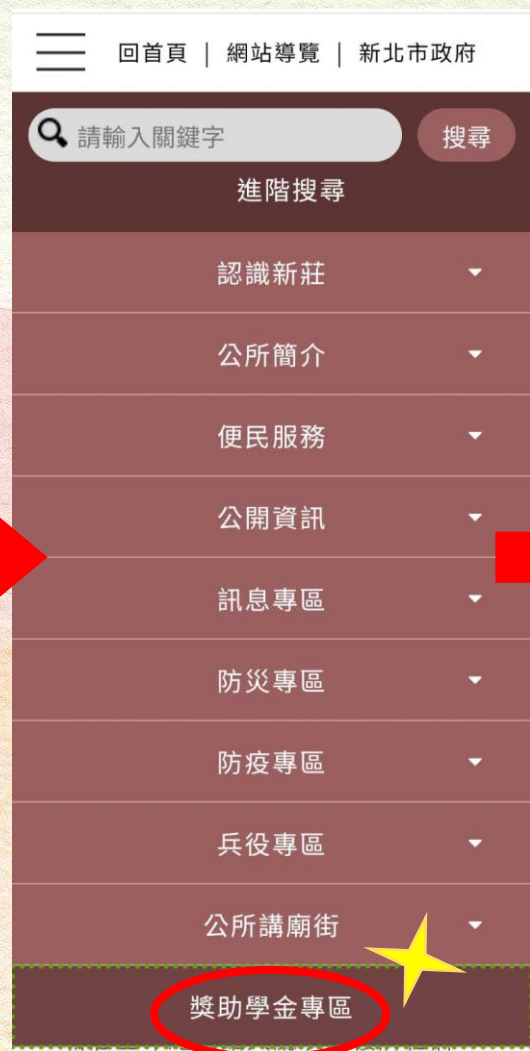 回首頁 | 網站導覽 | 新北市政府
請輸入關鍵字 搜尋
進階搜尋
認識新莊
公所簡介
便民服務
公開資訊
訊息專區
防災專區
防疫專區
兵役專區
公所講廟街
獎助學金專區